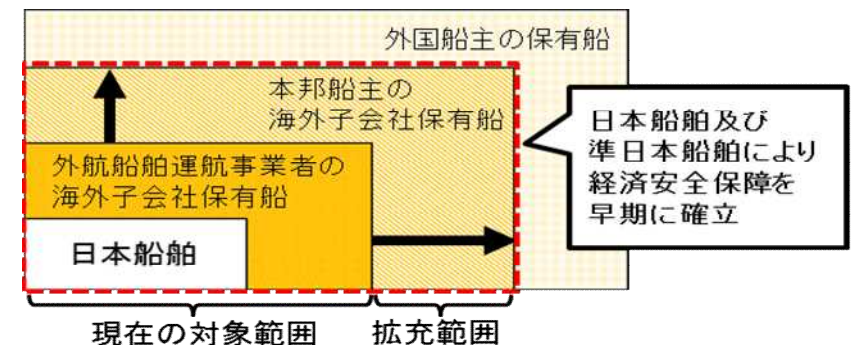 外国船主の保有船
本邦船主の
海外子会社保有船
外航船舶運航事業者の
海外子会社保有船
日本船舶
日本船舶及び
準日本船舶により
経済安全保障を
早期に確立
現在の対象範囲
拡充範囲